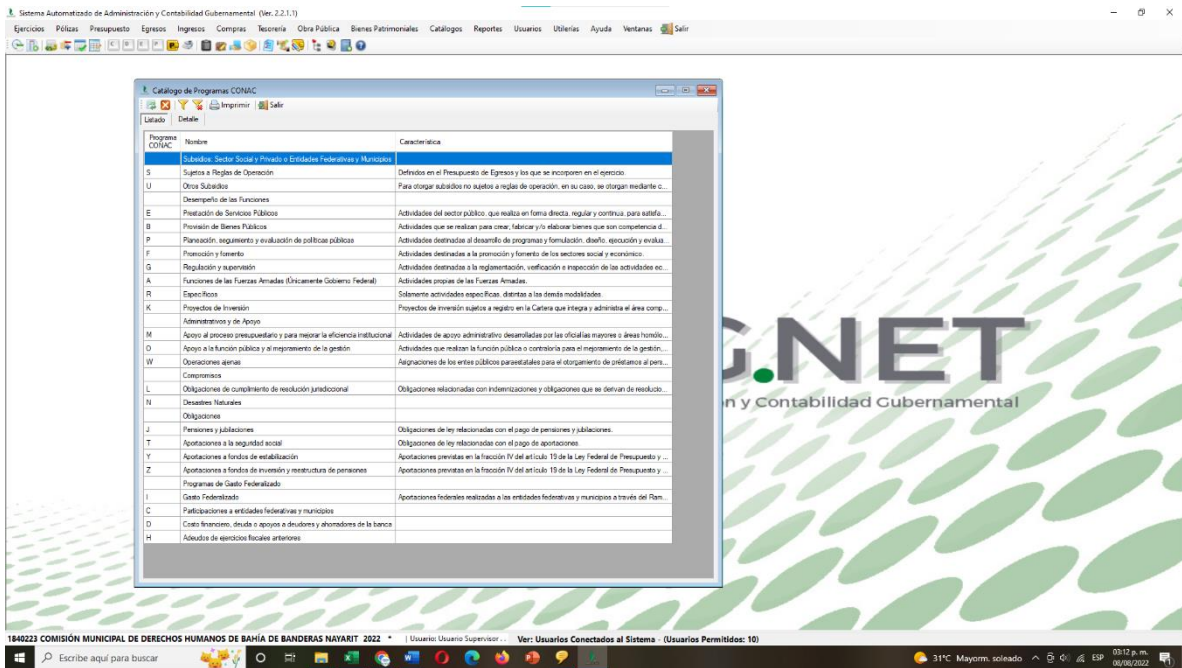 Sistema Automatizado de Administración y Contabilidad Gubernamental (Ver. 2.2.1.1)
Ejercicios Pólizas Presupuesto Egresos Ingresos Compras Tesorería Obra Pública Bienes Patrimoniales Catálogos Reportes Usuarios Utilerías Ayuda Ventanas Salir
Catálogo de Programas CONAC
Imprimir Salir
Listado Detalle
Programa CONAC Nombre Característica
Subsidios: Sector Social y Privado o Entidades Federativas y Municipios
S Sujetos a Reglas de Operación Definidos en el Presupuesto de Egresos y los que se incorporen en el ejercicio.
U Otros Subsidios Para otorgar subsidios no sujetos a reglas de operación, en su caso, se otorgan mediante c...
Desempeño de las Funciones
E Prestación de Servicios Públicos Actividades del sector público, que realiza en forma directa, regular y continua, para satisfa...
B Provisión de Bienes Públicos Actividades que se realizan para crear, fabricar y/o elaborar bienes que son competencia d...
P Planeación, seguimiento y evaluación de políticas públicas Actividades destinadas al desarrollo de programas y formulación, diseño, ejecución y evalua...
F Promoción y fomento Actividades destinadas a la promoción y fomento de los sectores social y económico.
G Regulación y supervisión Actividades destinadas a la reglamentación, verificación e inspección de las actividades ec...
A Funciones de las Fuerzas Armadas (Únicamente Gobierno Federal) Actividades propias de las Fuerzas Armadas.
R Específicos Solamente actividades específicas, distintas a las demás modalidades.
K Proyectos de Inversión Proyectos de inversión sujetos a registro en la Cartera que integra y administra el área comp...
Administrativos y de Apoyo
M Apoyo al proceso presupuestario y para mejorar la eficiencia institucional Actividades de apoyo administrativo desarrolladas por las oficialías mayores o áreas homólo...
O Apoyo a la función pública y al mejoramiento de la gestión Actividades que realizan la función pública o contraloría para el mejoramiento de la gestión,...
W Operaciones ajenas Asignaciones de los entes públicos paraestatales para el otorgamiento de préstamos al pers...
Compromisos
L Obligaciones de cumplimiento de resolución jurisdiccional Obligaciones relacionadas con indemnizaciones y obligaciones que se derivan de resolucio...
N Desastres Naturales
Obligaciones
J Pensiones y jubilaciones Obligaciones de ley relacionadas con el pago de pensiones y jubilaciones.
T Aportaciones a la seguridad social Obligaciones de ley relacionadas con el pago de aportaciones.
Y Aportaciones a fondos de estabilización Aportaciones previstas en la fracción IV del artículo 19 de la Ley Federal de Presupuesto y ...
Z Aportaciones a fondos de inversión y reestructura de pensiones Aportaciones previstas en la fracción IV del artículo 19 de la Ley Federal de Presupuesto y ...
Programas de Gasto Federalizado
I Gasto Federalizado Aportaciones federales realizadas a las entidades federativas y municipios a través del Ram...
C Participaciones a entidades federativas y municipios
D Costo financiero, deuda o apoyos a deudores y ahorradores de la banca
H Adeudos de ejercicios fiscales anteriores
G.NET
n y Contabilidad Gubernamental
1840223 COMISIÓN MUNICIPAL DE DERECHOS HUMANOS DE BAHÍA DE BANDERAS NAYARIT 2022 * | Usuario: Usuario Supervisor . . Ver: Usuarios Conectados al Sistema - (Usuarios Permitidos: 10)
Escribe aquí para buscar 31°C Mayorm. soleado ESP 03:12 p. m.
08/08/2022